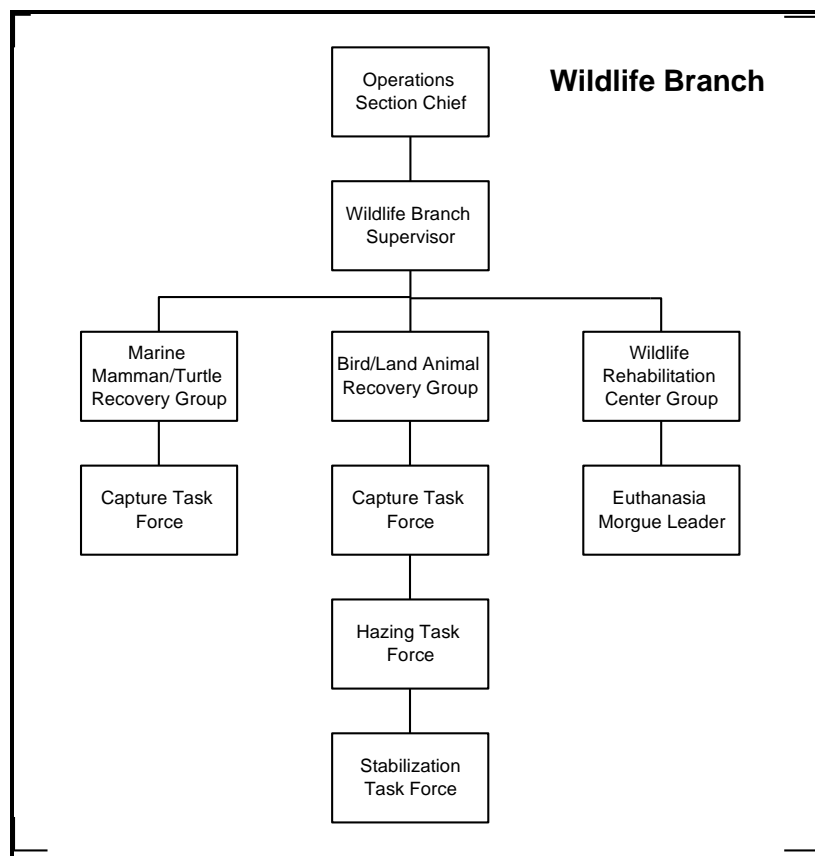 Wildlife Branch
Operations
Section Chief
Wildlife Branch
Supervisor
Marine
Mamman/Turtle
Recovery Group
Bird/Land Animal
Recovery Group
Wildlife
Rehabilitation
Center Group
Capture Task
Force
Capture Task
Force
Euthanasia
Morgue Leader
Hazing Task
Force
Stabilization
Task Force